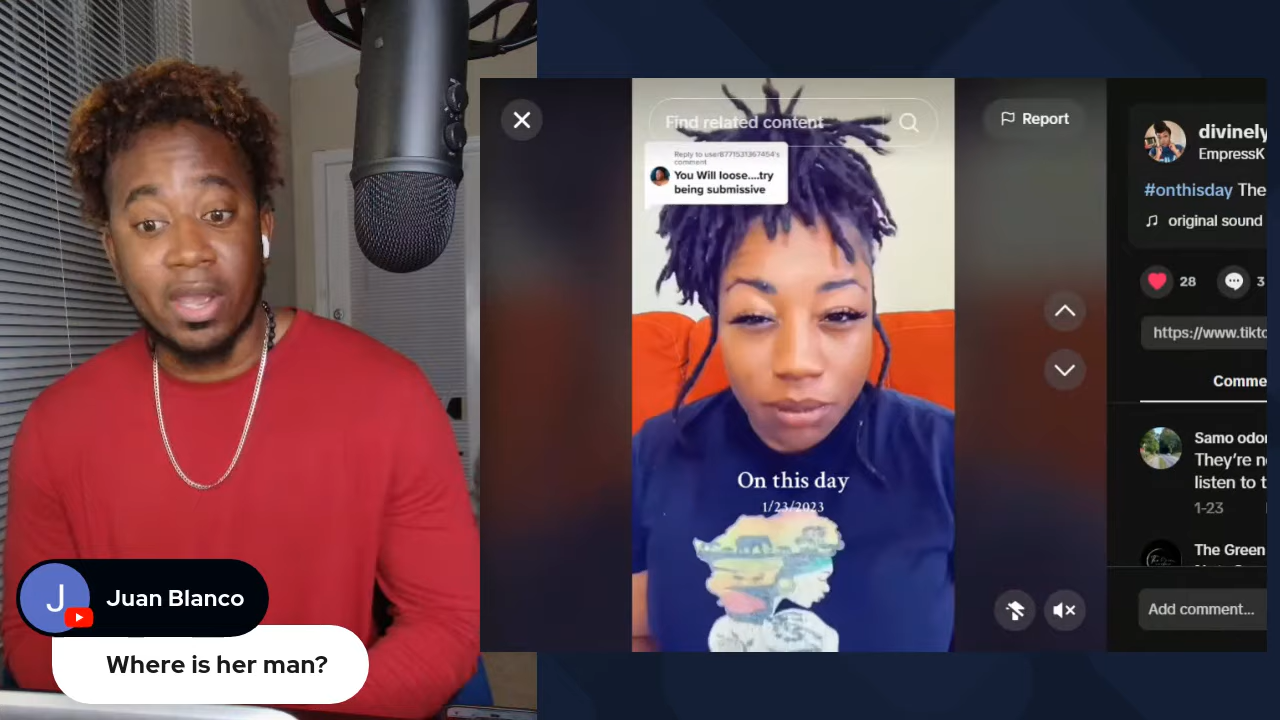 Find related content
Report
Reply to user8771531367454's
comment
You Will loose....try
being submissive
On this day
1/23/2023
divinely
EmpressK
#onthisday The
original sound
28
3
https://www.tikto
Comme
Samo odor
They're no
listen to t
1-23
The Green
Add comment...
J
Juan Blanco
Where is her man?